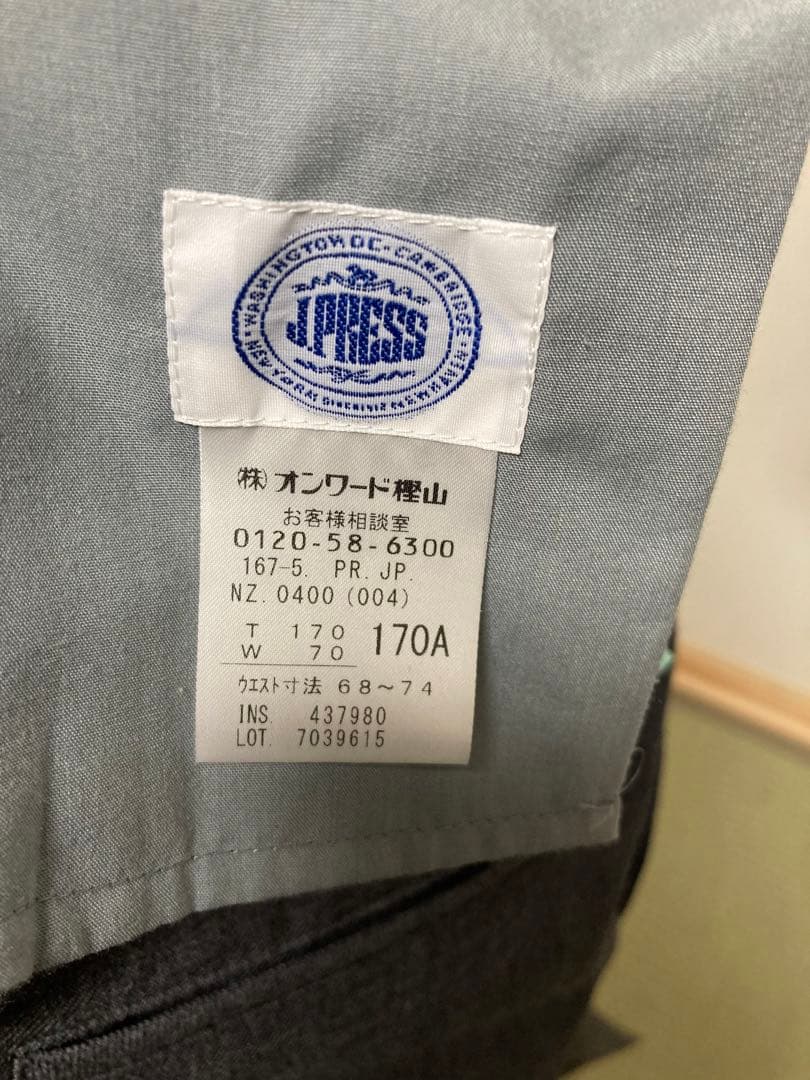 WASHINGTON DC. CAMBRIDGE
J.PRESS
㈱オンワード樫山
お客様相談室
0120-58-6300
167-5. PR. JP.
NZ. 0400 (004)
T 170
W 70
170A
ウエスト寸法 68～74
INS. 437980
LOT. 7039615